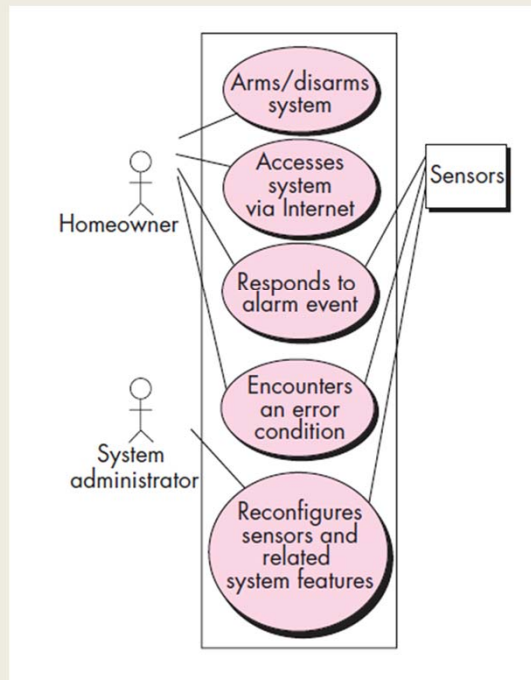 Arms/disarms
system
Accesses
system
via Internet
Sensors
Homeowner
Responds to
alarm event
Encounters
an error
condition
System
administrator
Reconfigures
sensors and
related
system features